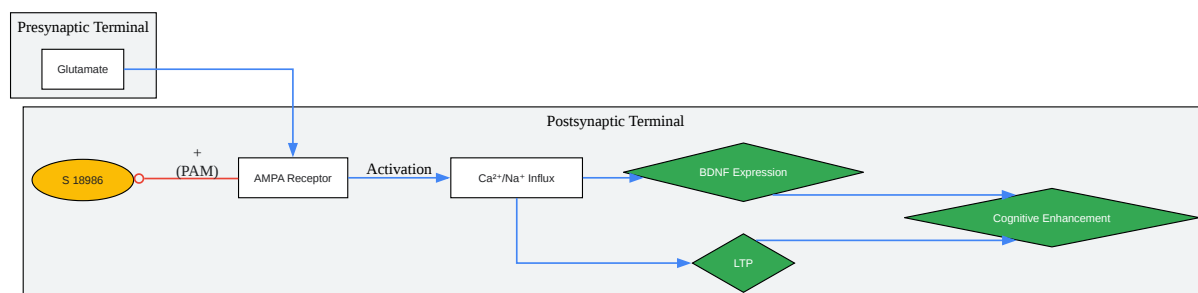 Presynaptic Terminal
Glutamate
Postsynaptic Terminal
S 18986
+
(PAM)
AMPA Receptor
Activation
Ca²⁺/Na⁺ Influx
BDNF Expression
Cognitive Enhancement
LTP